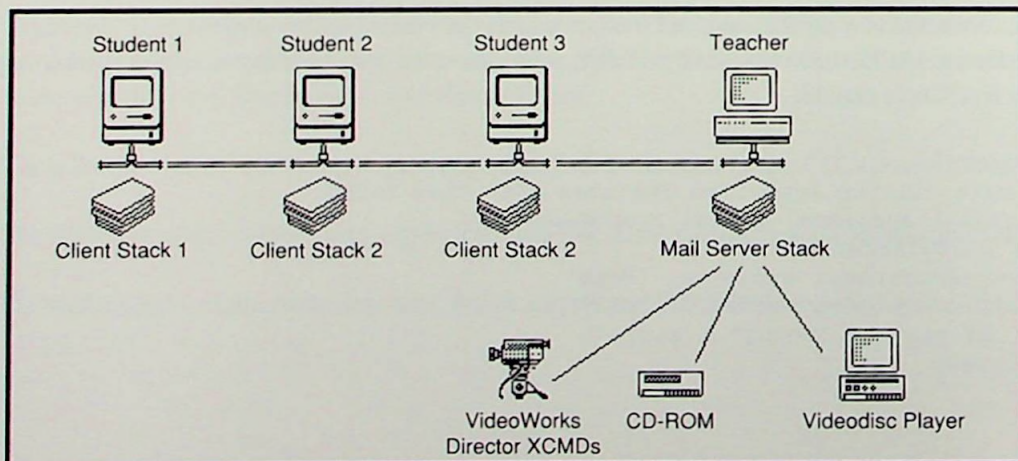 Student 1 Student 2 Student 3 Teacher
Client Stack 1 Client Stack 2 Client Stack 2 Mail Server Stack
VideoWorks CD-ROM Videodisc Player
Director XCMDs